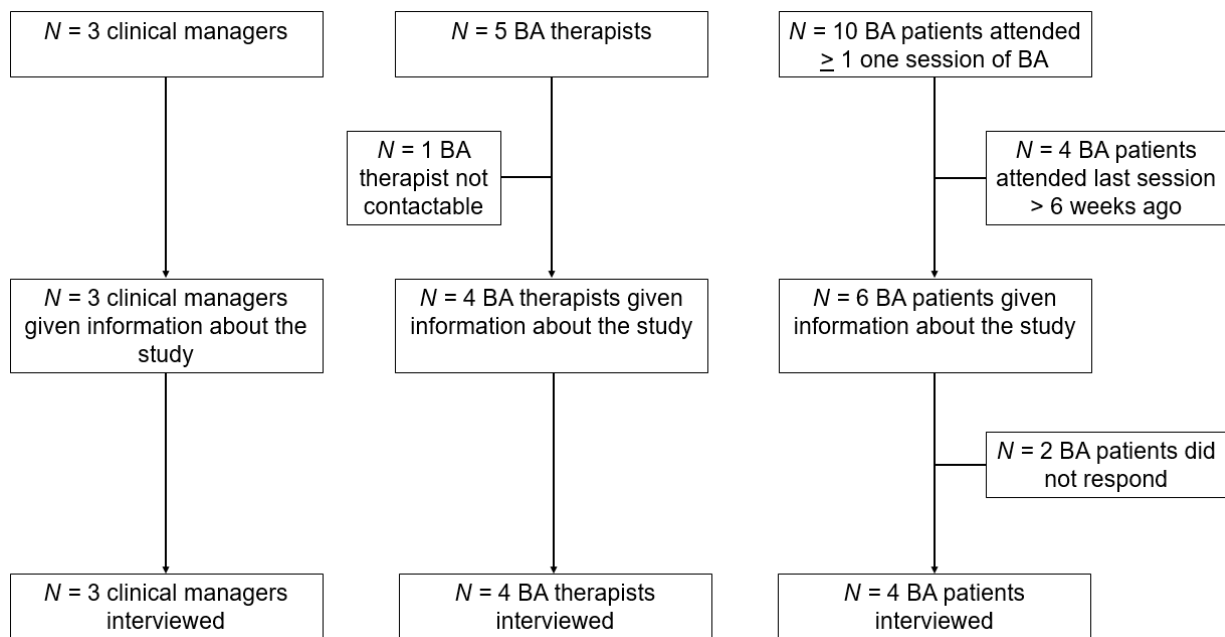 N = 3 clinical managers
N = 5 BA therapists
N = 10 BA patients attended
≥ 1 one session of BA
N = 1 BA
therapist not
contactable
N = 4 BA patients
attended last session
> 6 weeks ago
N = 3 clinical managers
given information about the
study
N = 4 BA therapists given
information about the study
N = 6 BA patients given
information about the study
N = 2 BA patients did
not respond
N = 3 clinical managers
interviewed
N = 4 BA therapists
interviewed
N = 4 BA patients
interviewed